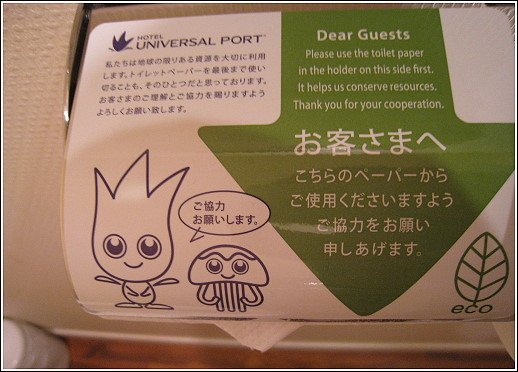 HOTEL
UNIVERSAL PORT™
私たちは地球の限りある資源を大切に利用
します。トイレットペーパーを最後まで使い
切ることも、そのひとつだと思っております。
お客さまのご理解とご協力を賜りますよう
よろしくお願い致します。
Dear Guests
Please use the toilet paper
in the holder on this side first.
It helps us conserve resources.
Thank you for your cooperation.
お客さまへ
こちらのペーパーから
ご使用くださいますよう
ご協力をお願い
申しあげます。
ご協力
お願いします。
eco